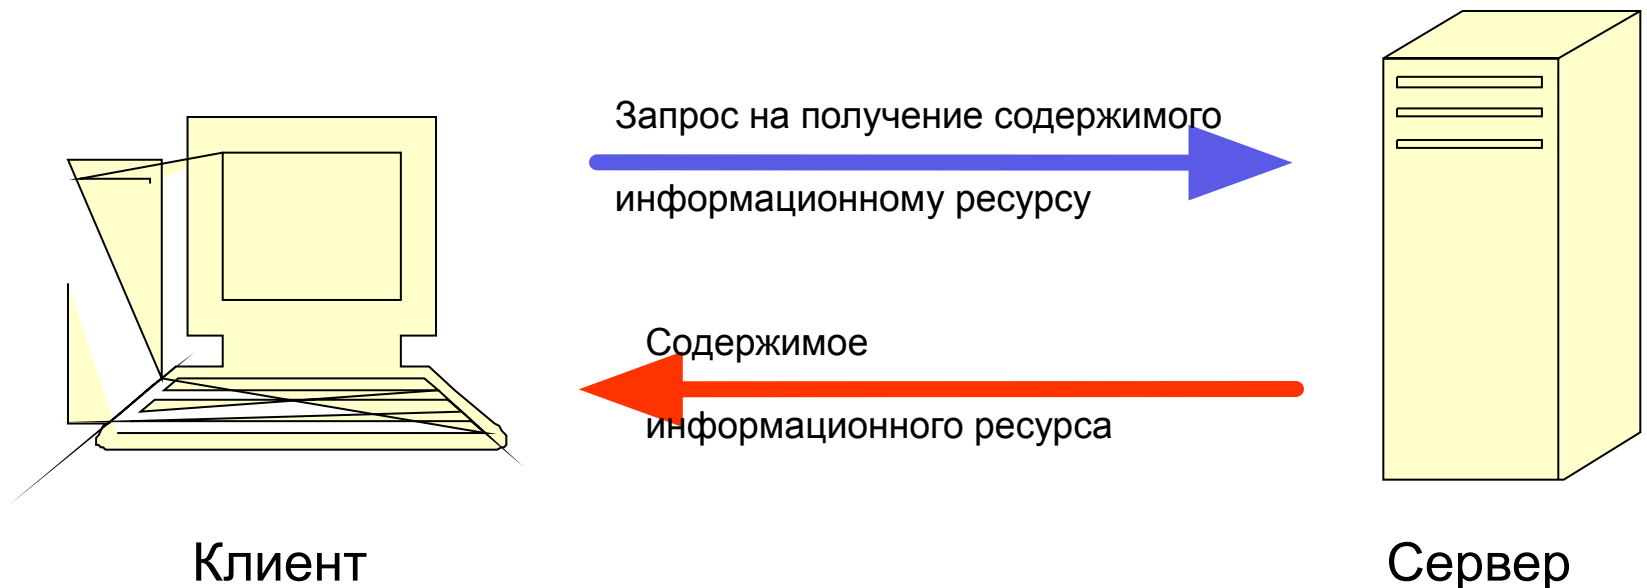 Запрос на получение содержимого
информационному ресурсу
Содержимое
информационного ресурса
Клиент
Сервер